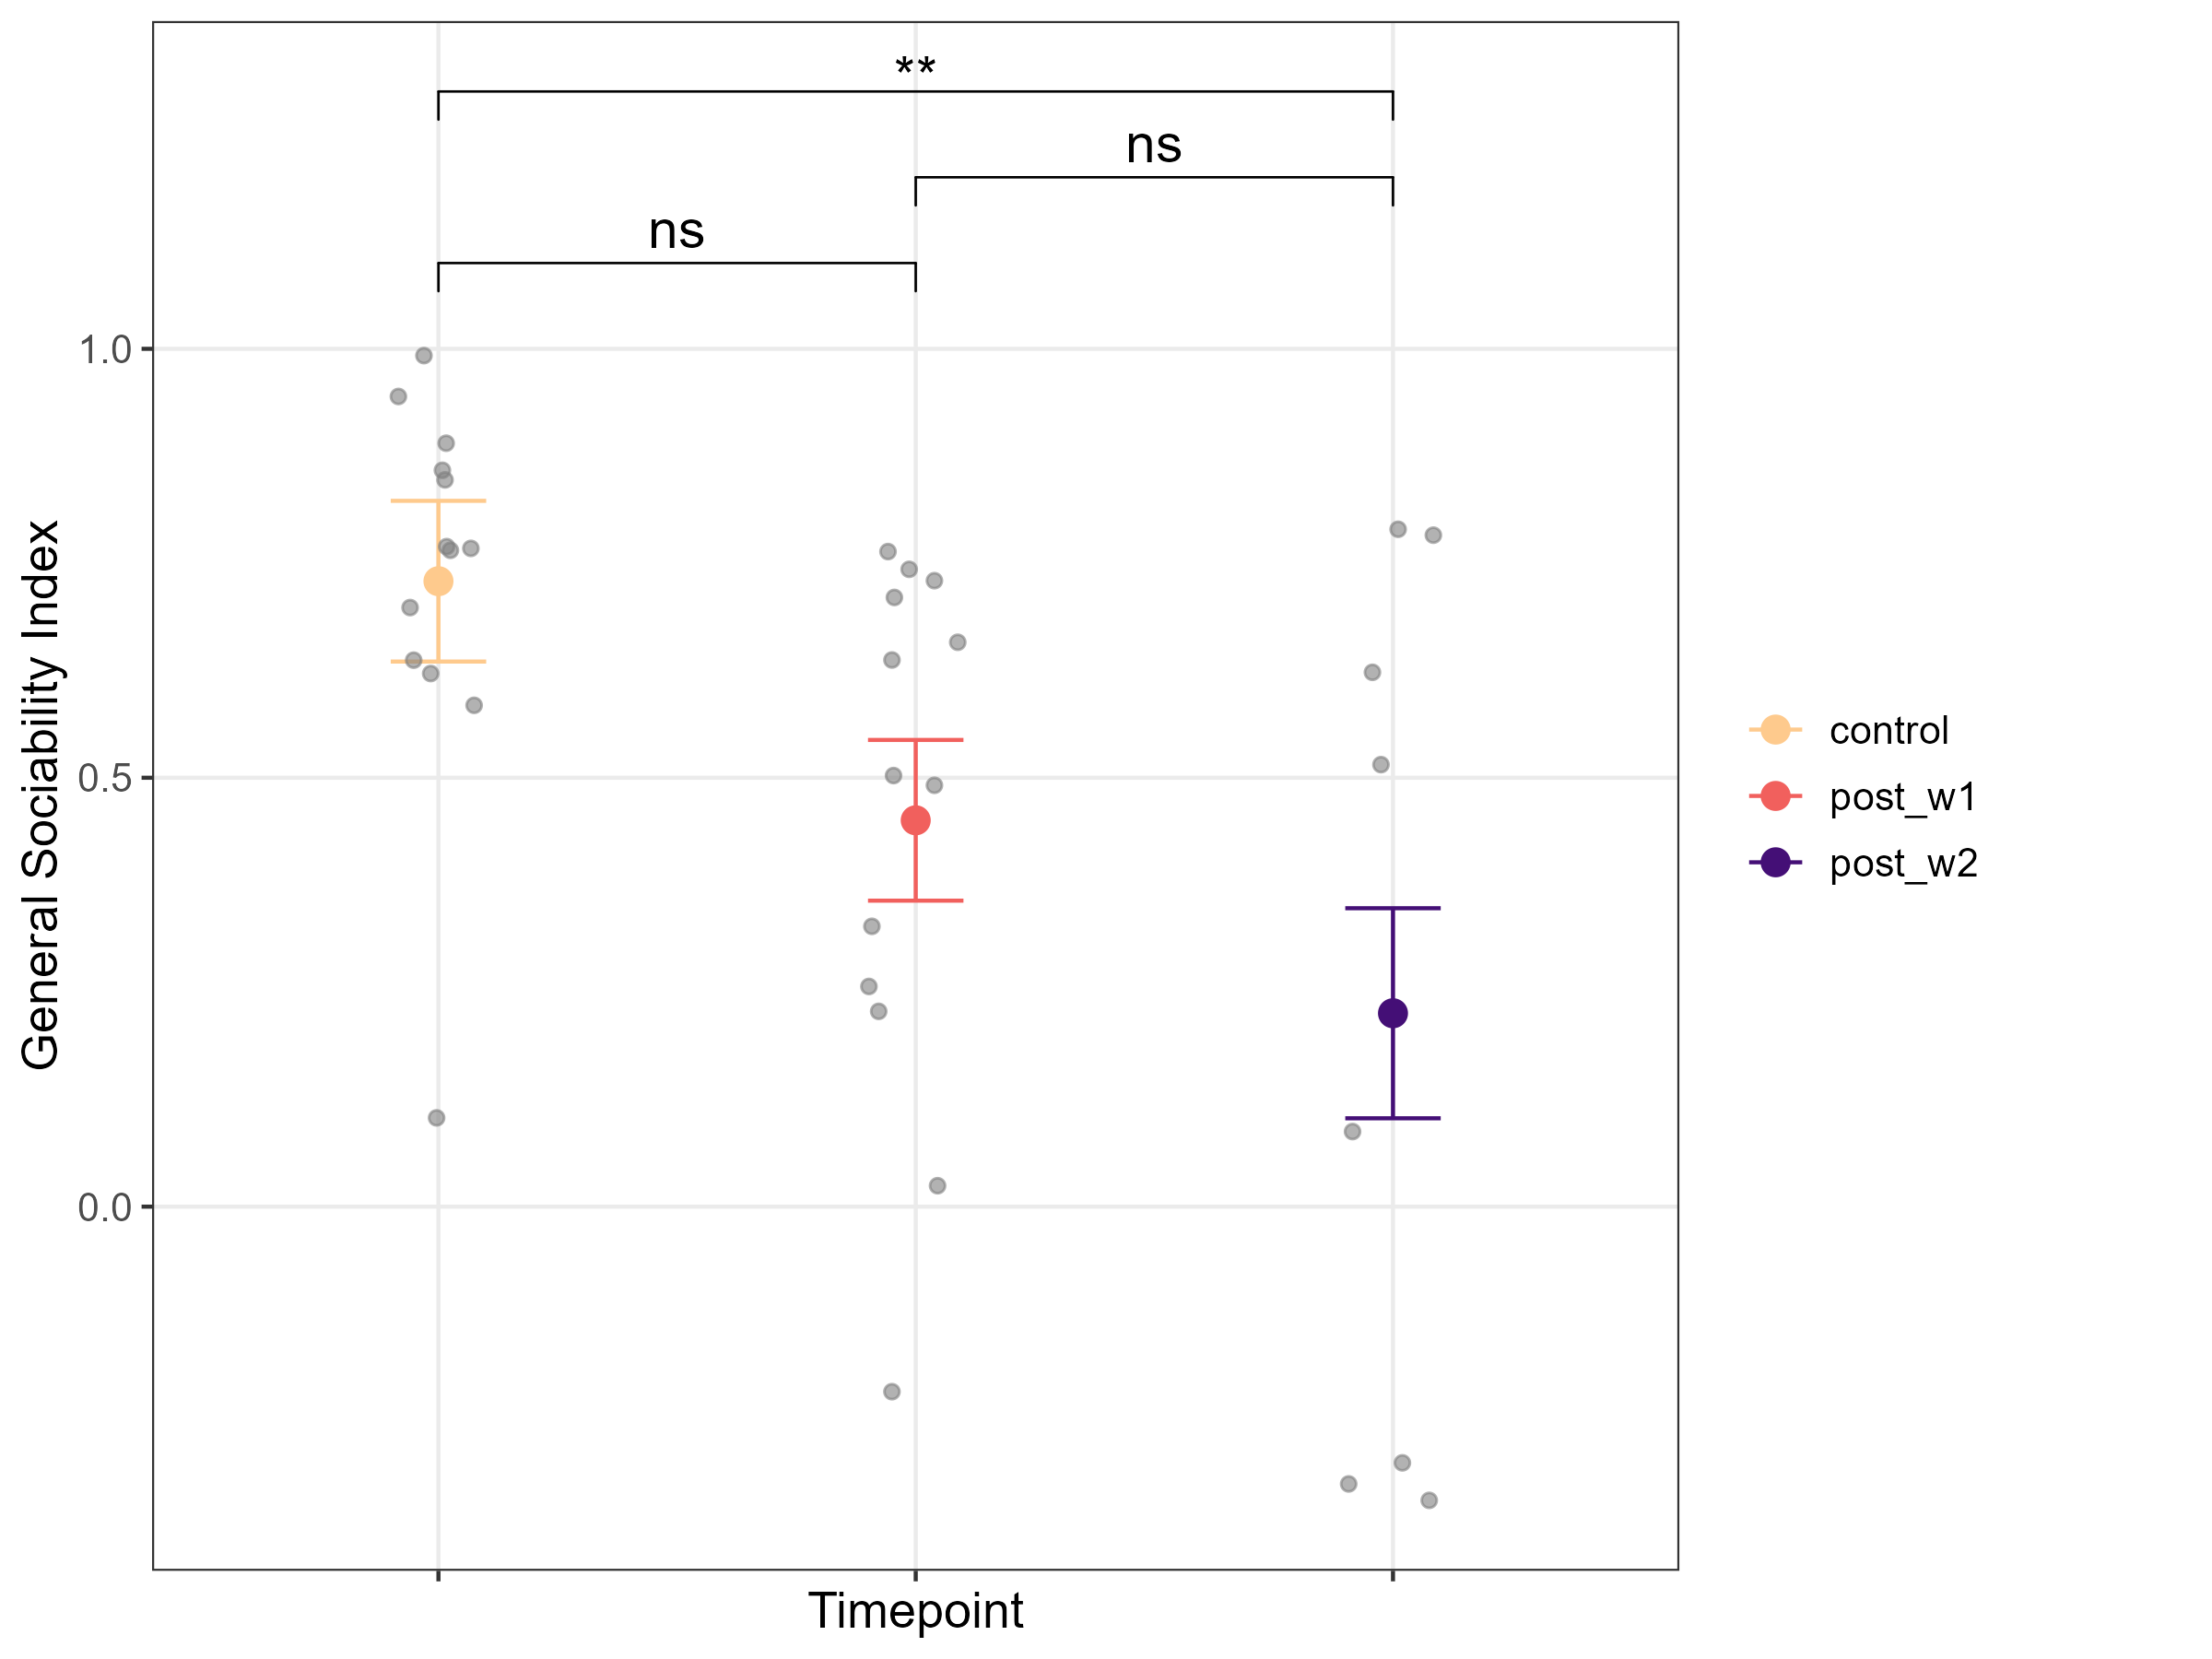 **
ns
ns
1.0
0.5
0.0
General Sociability Index
Timepoint
control
post_w1
post_w2